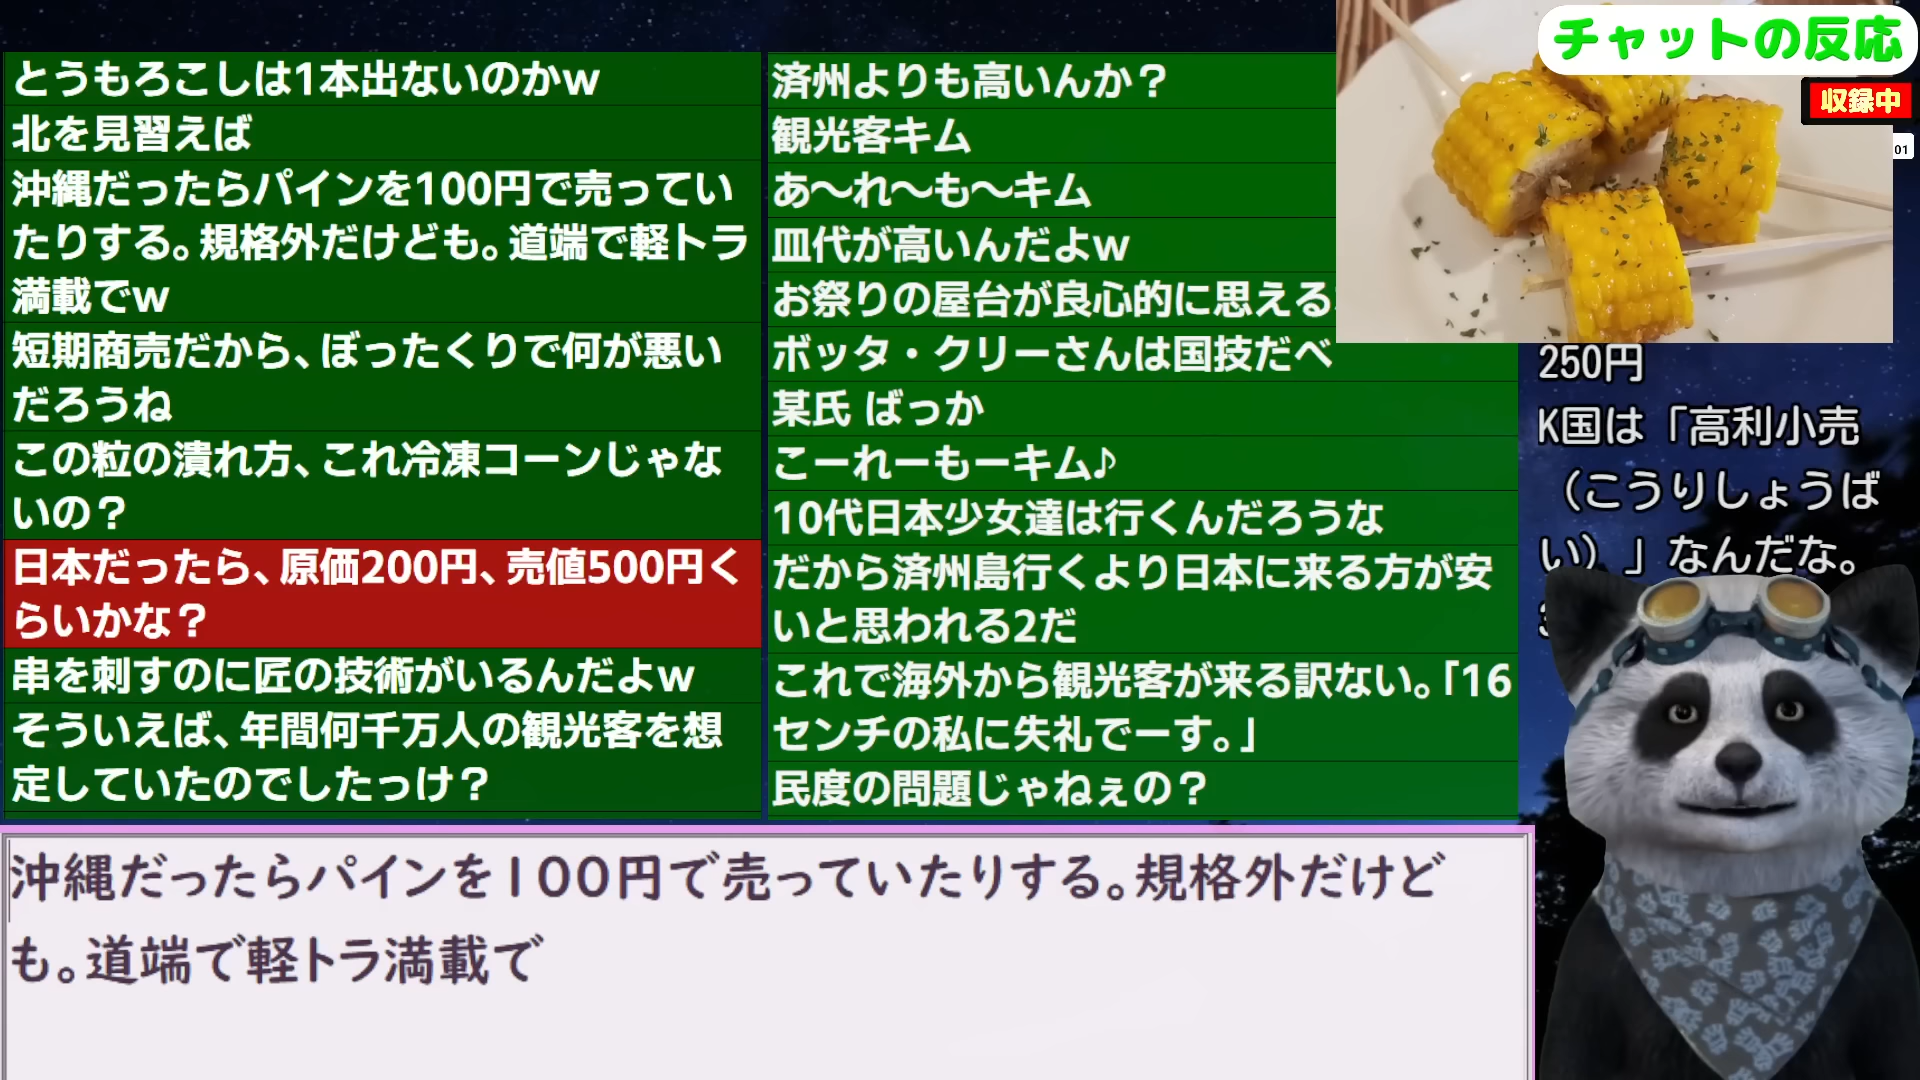 とうもろこしは1本出ないのかw
北を見習えば
沖縄だったらパインを100円で売ってい
たりする。規格外だけども。道端で軽トラ
満載でw
短期商売だから、ぼったくりで何が悪い
だろうね
この粒の潰れ方、これ冷凍コーンじゃな
いの？
日本だったら、原価200円、売値500円く
らいかな？
串を刺すのに匠の技術がいるんだよw
そういえば、年間何千万人の観光客を想
定していたのでしたっけ？
済州よりも高いんか？
観光客キム
あ〜れ〜も〜キム
皿代が高いんだよw
お祭りの屋台が良心的に思える
ボッタ・クリーさんは国技だべ
某氏 ばっか
こーれーもーキム♪
10代日本少女達は行くんだろうな
だから済州島行くより日本に来る方が安
いと思われる2だ
これで海外から観光客が来る訳ない。「16
センチの私に失礼でーす。」
民度の問題じゃねぇの？
チャットの反応
収録中
01
250円
K国は「高利小売
（こうりしょうば
い）」なんだな。
沖縄だったらパインを100円で売っていたりする。規格外だけど
も。道端で軽トラ満載で